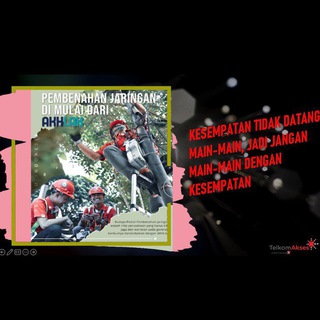 PEMBENAHAN JARINGAN
DI MULAI DARI
AKHLAK
KESEMPATAN TIDAK DATANG
MAIN-MAIN, JADI JANGAN
MAIN-MAIN DENGAN
KESEMPATAN
TelkomAkses